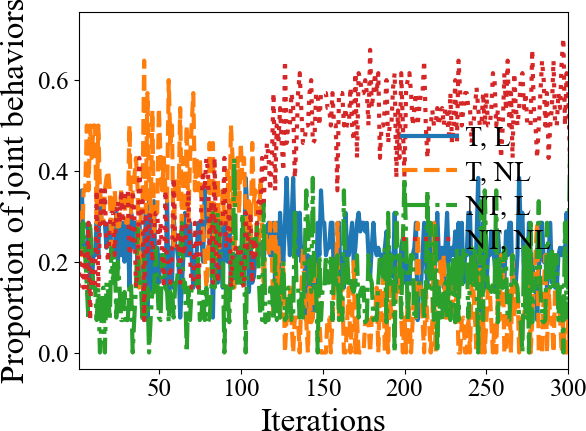 Proportion of joint behaviors
0.6
0.4
0.2
0.0
T, L
T, NL
NT, L
NT, NL
50
100
150
200
250
300
Iterations